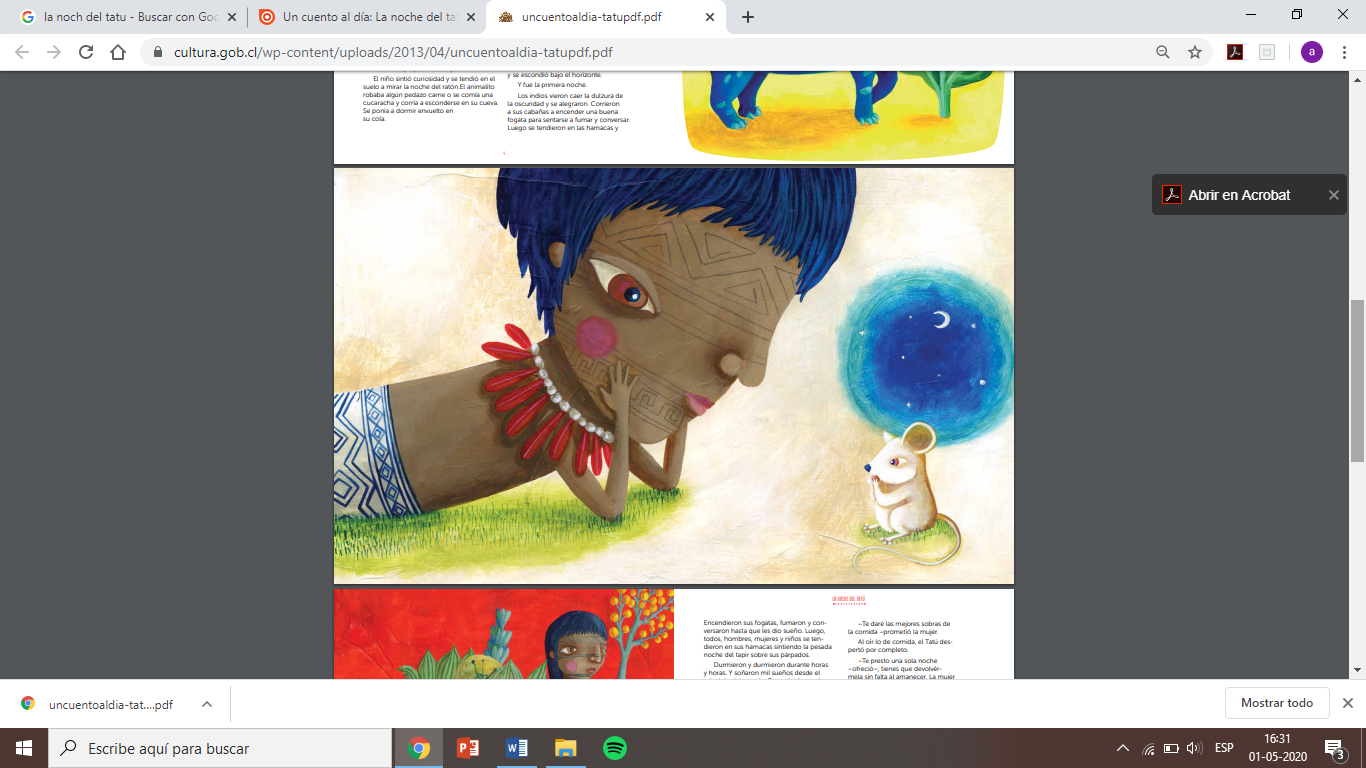 la noch del tatu - Buscar con Goo
Un cuento al día: La noche del ta
uncuentoaldia-tatupdf.pdf
cultura.gob.cl/wp-content/uploads/2013/04/uncuentoaldia-tatupdf.pdf
El niño sintió curiosidad y se tendió en el
suelo a mirar la noche del ratón.El animalito
robaba algún pedazo carne o se comía una
cucaracha y corría a esconderse en su cueva.
Se ponía a dormir envuelto en
su cola.
y se escondió bajo el horizonte.
Y fue la primera noche.
Los indios vieron caer la dulzura de
la oscuridad y se alegraron. Corrieron
a sus cabañas a encender una buena
fogata para sentarse a fumar y conversar.
Luego se tendieron en las hamacas y
Abrir en Acrobat
LA NOCHE DEL TATÚ
Encendieron sus fogatas, fumaron y con-
versaron hasta que les dio sueño. Luego,
todos, hombres, mujeres y niños se ten-
dieron en sus hamacas sintiendo la pesada
noche del tapir sobre sus párpados.
Durmieron y durmieron durante horas
y horas. Y soñaron mil sueños desde el
–Te daré las mejores sobras de
la comida –prometió la mujer.
Al oír lo de comida, el Tatú des-
pertó por completo.
–Te presto una sola noche
–ofreció–; tienes que devolvér-
mela sin falta al amanecer. La mujer
uncuentoaldia-tat....pdf
Mostrar todo
Escribe aquí para buscar
ESP
16:31
01-05-2020
3
a